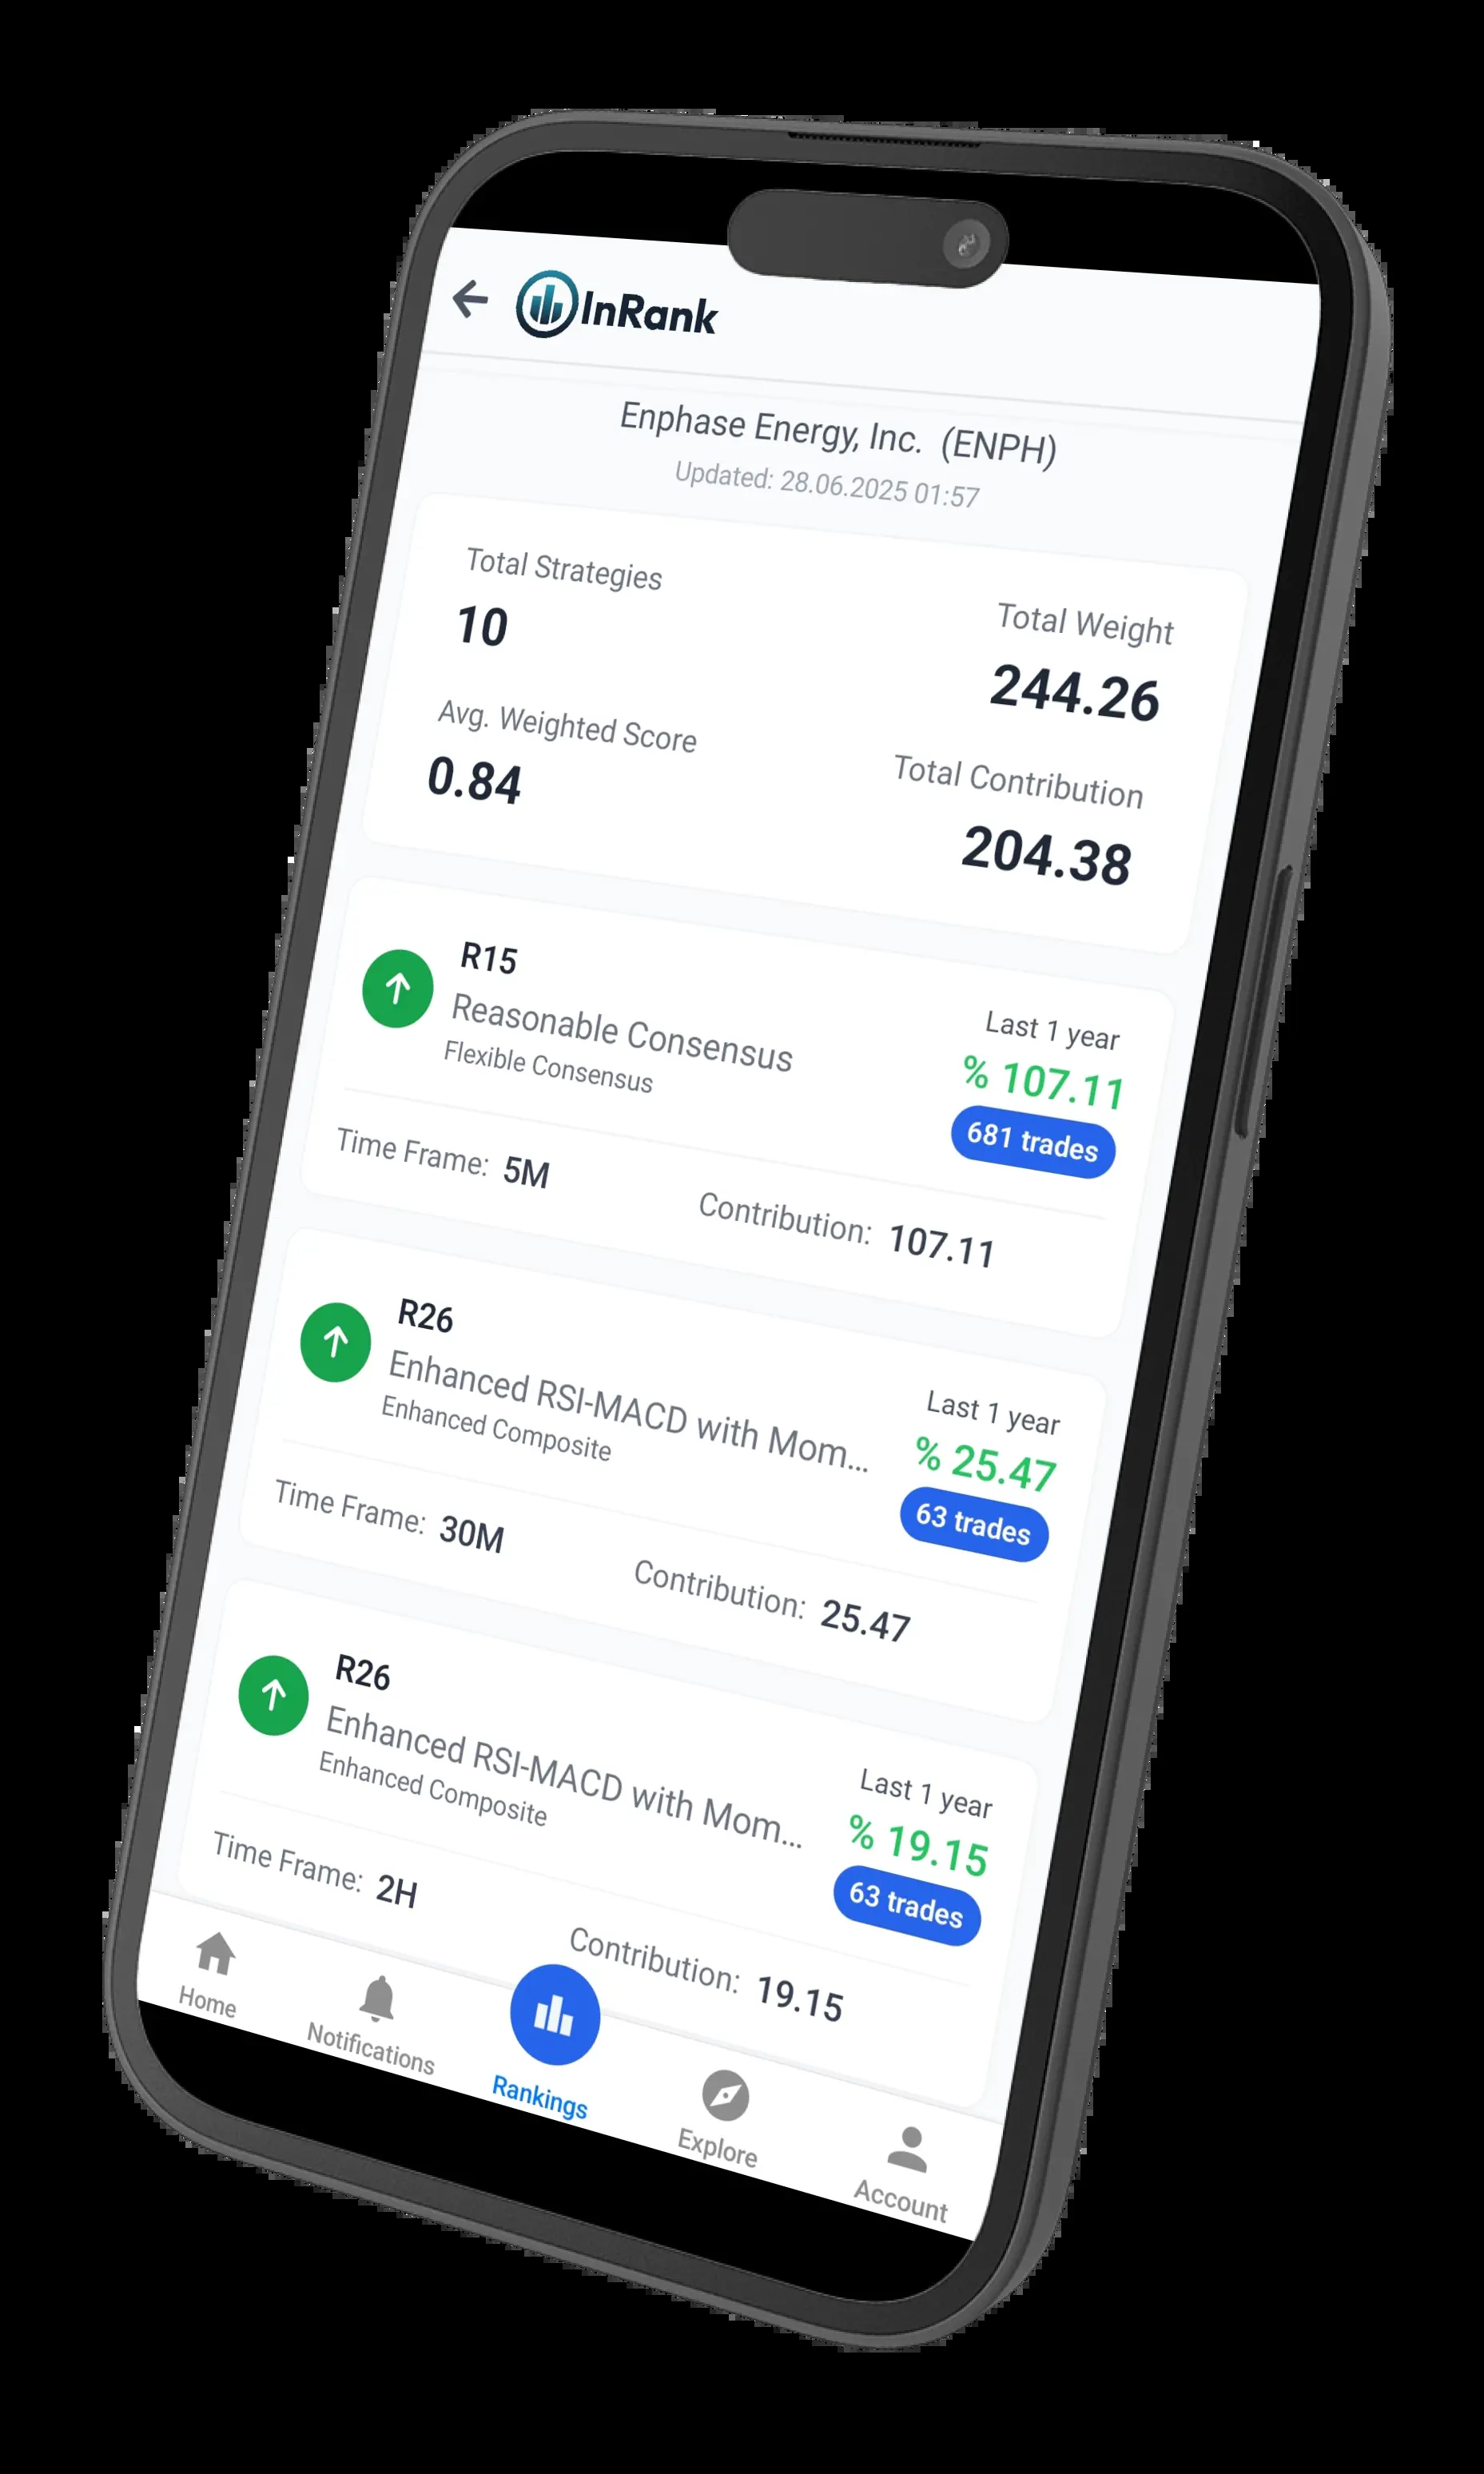 InRank
Enphase Energy, Inc. (ENPH)
Updated: 28.06.2025 01:57
Total Strategies
10
Total Weight
244.26
Avg. Weighted Score
0.84
Total Contribution
204.38
R15
Reasonable Consensus
Flexible Consensus
Last 1 year
% 107.11
681 trades
Time Frame: 5M
Contribution: 107.11
R26
Enhanced RSI-MACD with Mom...
Enhanced Composite
Last 1 year
% 25.47
63 trades
Time Frame: 30M
Contribution: 25.47
R26
Enhanced RSI-MACD with Mom...
Enhanced Composite
Last 1 year
% 19.15
63 trades
Time Frame: 2H
Contribution: 19.15
Home
Notifications
Rankings
Explore
Account